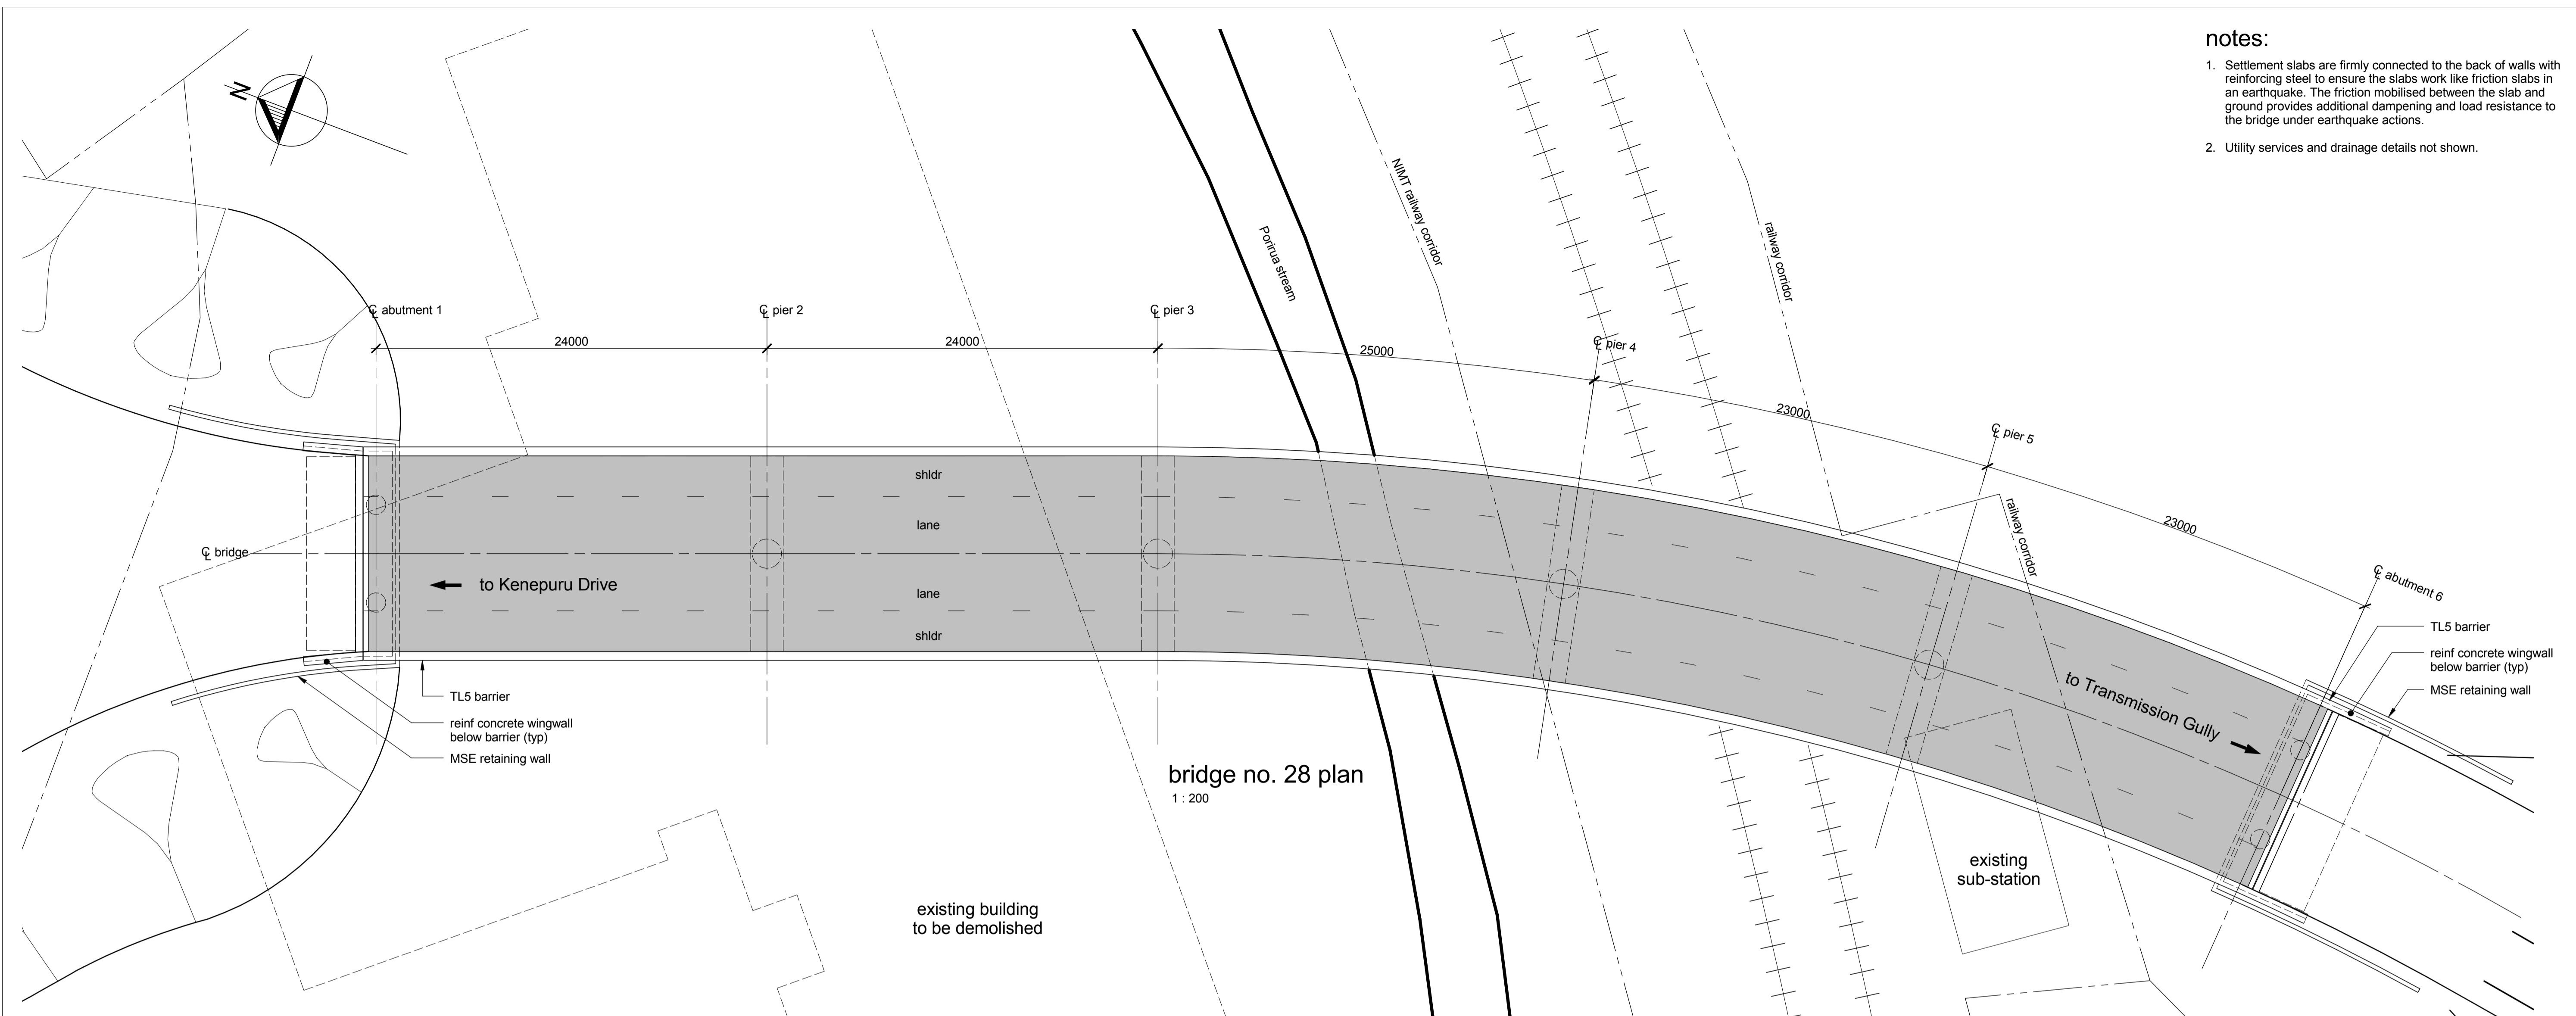 notes:
1. Settlement slabs are firmly connected to the back of walls with
reinforcing steel to ensure the slabs work like friction slabs in
an earthquake. The friction mobilised between the slab and
ground provides additional dampening and load resistance to
the bridge under earthquake actions.
2. Utility services and drainage details not shown.
N
NIMT railway corridor
railway corridor
Porirua stream
℄ abutment 1
℄ pier 2
℄ pier 3
℄ pier 4
℄ pier 5
℄ abutment 6
24000
24000
25000
23000
23000
railway corridor
shldr
lane
℄ bridge
to Kenepuru Drive
lane
shldr
to Transmission Gully
TL5 barrier
reinf concrete wingwall
below barrier (typ)
MSE retaining wall
TL5 barrier
reinf concrete wingwall
below barrier (typ)
MSE retaining wall
bridge no. 28 plan
1 : 200
existing
sub-station
existing building
to be demolished